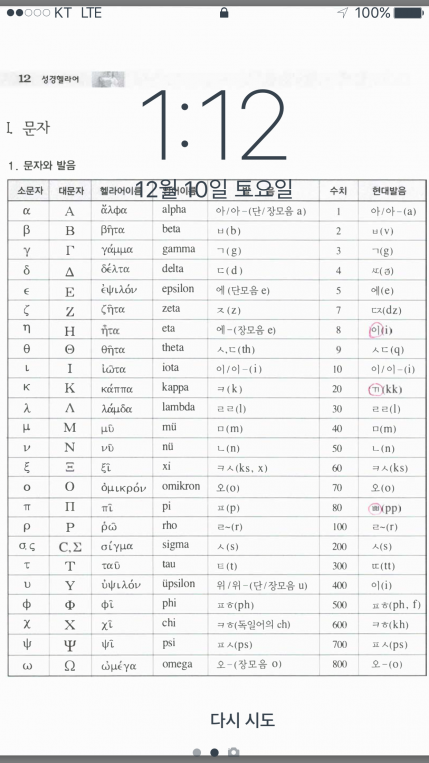 KT LTE 100%
12 성경헬라어
1:12
I. 문자
12월 10일 토요일
1. 문자와 발음
소문자 대문자 헬라어이름 수치 현대발음
α Α ἄλφα alpha 아/아-(단/장모음 a) 1 아/아-(a)
β Β βῆτα beta ㅂ(b) 2 ㅂ(v)
γ Γ γάμμα gamma ㄱ(g) 3 ㄱ(g)
δ Δ δέλτα delta ㄷ(d) 4
ϵ Ε ἐψιλόν epsilon 에(단모음 e) 5 에(e)
ζ Ζ ζῆτα zeta ㅈ(z) 7 ㄷㅈ(dz)
η Η ἦτα eta 에-(장모음 e) 8 이(i)
θ Θ θῆτα theta ㅅ,ㄷ(th) 9 ㅅㄷ(q)
ι Ι ἰῶτα iota 이/이-(i) 10 이/이-(i)
κ Κ κάππα kappa ㅋ(k) 20 ㄲ(kk)
λ Λ λάμδα lambda ㄹㄹ(l) 30 ㄹㄹ(l)
μ Μ μῦ mü ㅁ(m) 40 ㅁ(m)
ν Ν νῦ nü ㄴ(n) 50 ㄴ(n)
ξ Ξ ξῖ xi ㅋㅅ(ks, x) 60 ㅋㅅ(ks)
ο Ο ὀμικρόν omikron 오(o) 70 오(o)
π Π πῖ pi ㅍ(p) 80 ㅃ(pp)
ρ Ρ ῥῶ rho ㄹ~(r) 100 ㄹ~(r)
σ, ς C, Σ σίγμα sigma ㅅ(s) 200 ㅅ(s)
τ Τ ταῦ tau ㅌ(t) 300 ㄸ(tt)
υ Υ ὐψιλόν üpsilon 위/위-(단/장모음 u) 400 이(i)
φ Φ φῖ phi ㅍㅎ(ph) 500 ㅍㅎ(ph, f)
χ Χ χῖ chi ㅋㅎ(독일어의 ch) 600 ㅋㅎ(kh)
ψ Ψ ψῖ psi ㅍㅅ(ps) 700 ㅍㅅ(ps)
ω Ω ὠμέγα omega 오-(장모음 o) 800 오-(o)
다시 시도